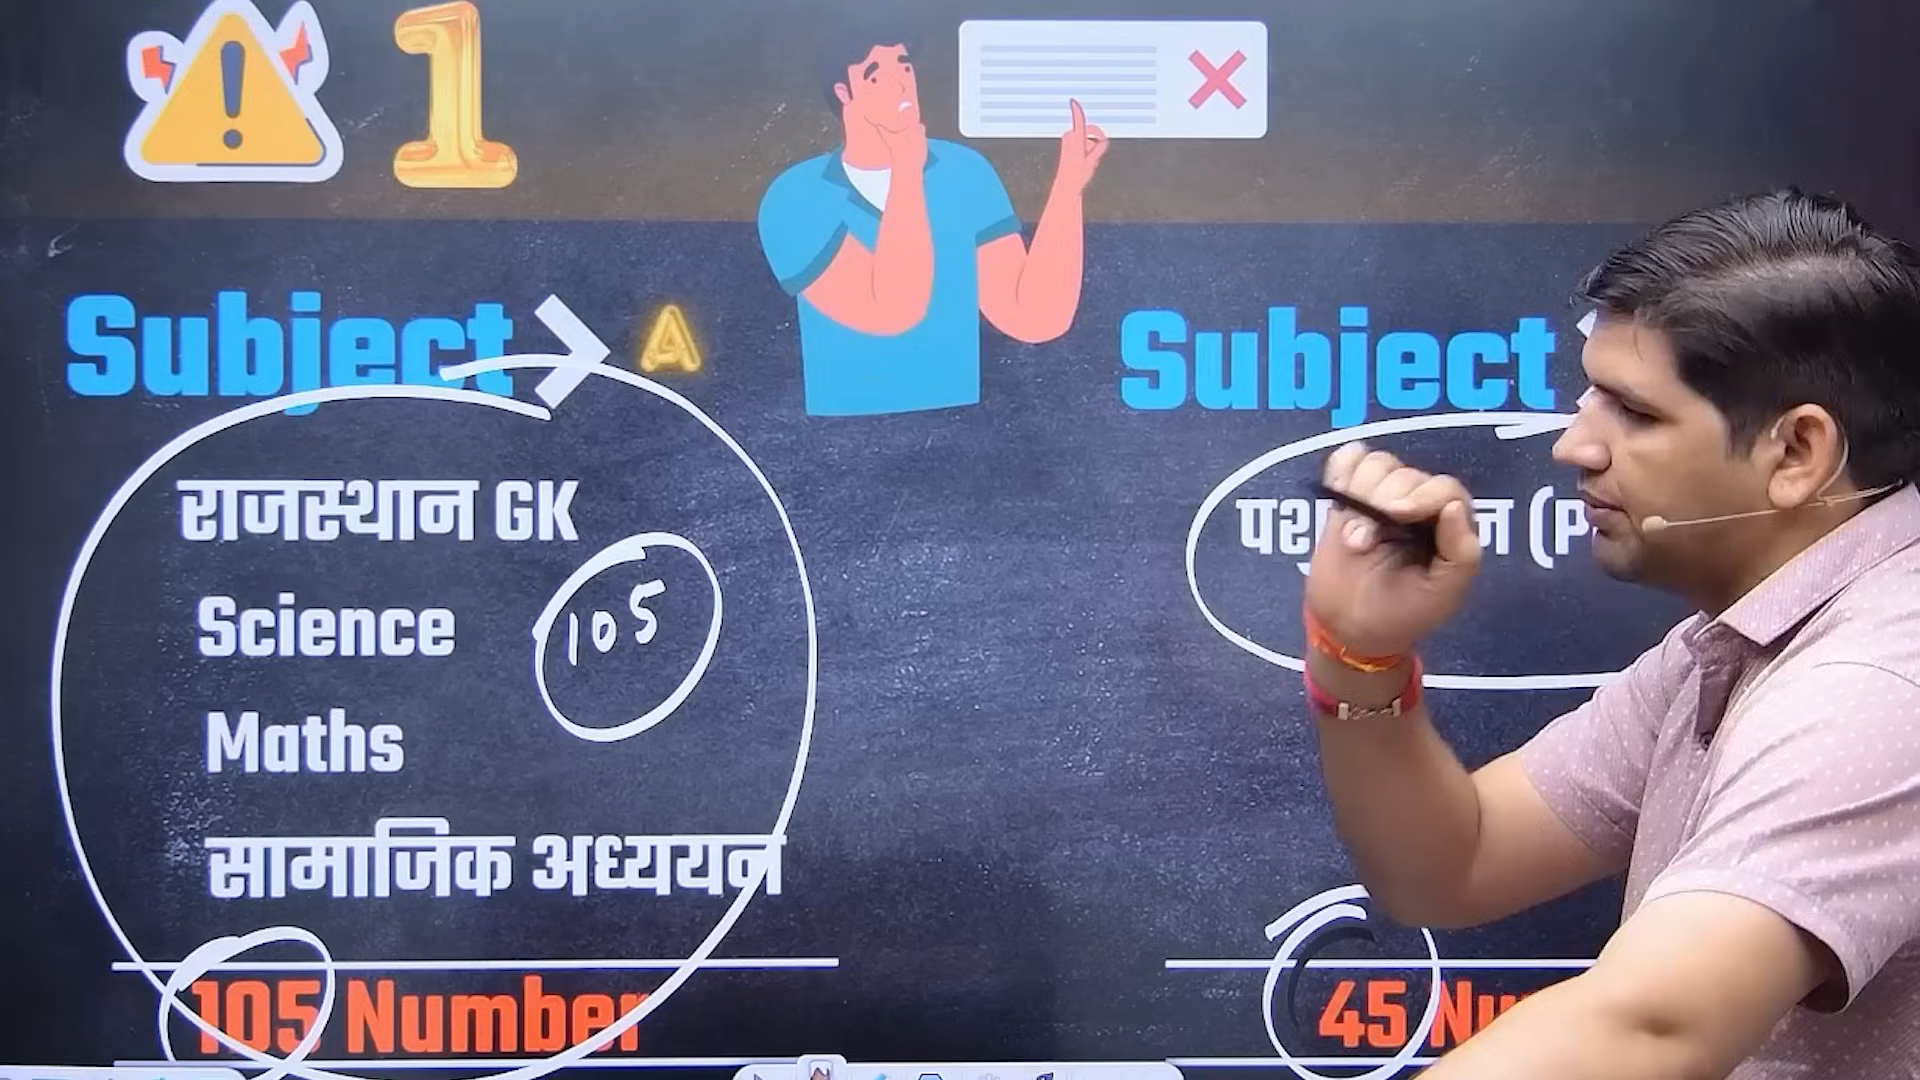 1
Subject A
राजस्थान GK
Science
105
Maths
सामाजिक अध्ययन
105 Number
Subject
(P
45